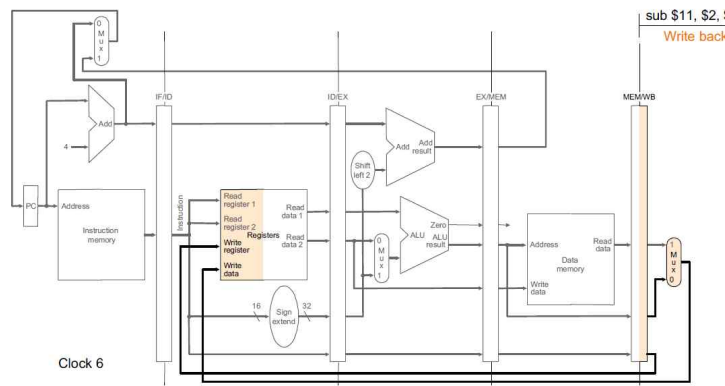 sub $11, $2, $
Write back
0
M
u
x
1
IF/ID
ID/EX
EX/MEM
MEM/WB
Add
4
Add
Add
result
Shift
left 2
PC
Address
Instruction
memory
Instruction
Read
register 1
Read
register 2
Registers
Write
register
Write
data
Read
data 1
Read
data 2
0
M
u
x
1
Zero
ALU
ALU
result
Address
Read
data
Data
memory
Write
data
1
M
u
x
0
16
Sign
extend
32
Clock 6